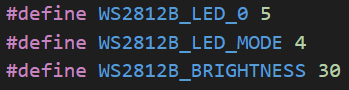 #define WS2812B_LED_0 5
#define WS2812B_LED_MODE 4
#define WS2812B_BRIGHTNESS 30